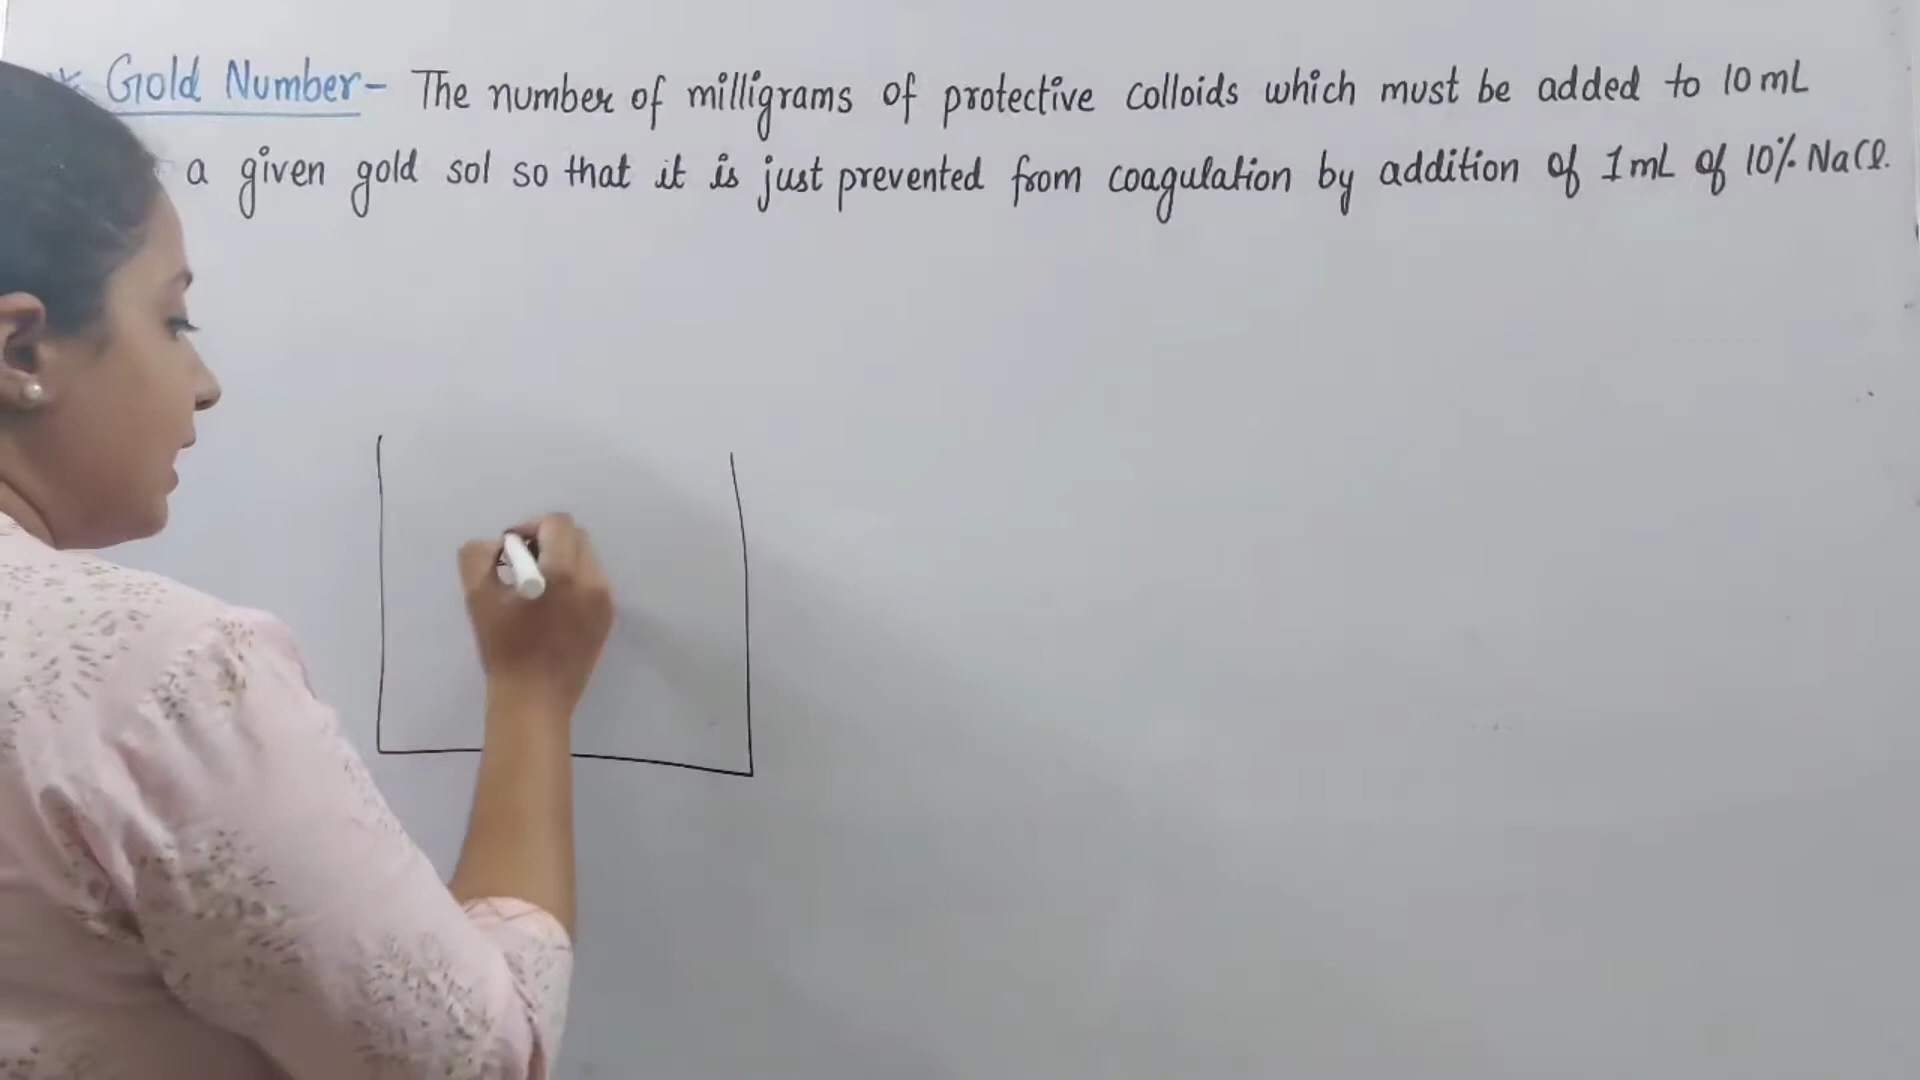 * Gold Number- The number of milligrams of protective colloids which must be added to 10 mL
a given gold sol so that it is just prevented from coagulation by addition of 1 mL of 10% NaCl.